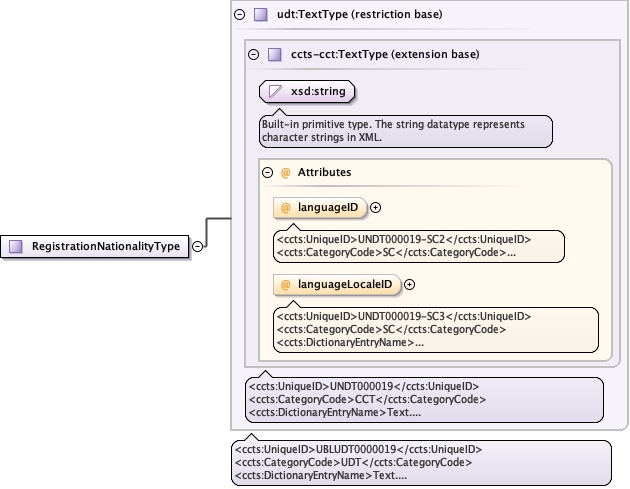 udt:TextType (restriction base)
ccts-cct:TextType (extension base)
xsd:string
Built-in primitive type. The string datatype represents
character strings in XML.
@ Attributes
@ languageID
<ccts:UniqueID>UNDT000019-SC2</ccts:UniqueID>
<ccts:CategoryCode>SC</ccts:CategoryCode>...
@ languageLocaleID
<ccts:UniqueID>UNDT000019-SC3</ccts:UniqueID>
<ccts:CategoryCode>SC</ccts:CategoryCode>
<ccts:DictionaryEntryName>...
RegistrationNationalityType
<ccts:UniqueID>UNDT000019</ccts:UniqueID>
<ccts:CategoryCode>CCT</ccts:CategoryCode>
<ccts:DictionaryEntryName>Text....
<ccts:UniqueID>UBLUDT0000019</ccts:UniqueID>
<ccts:CategoryCode>UDT</ccts:CategoryCode>
<ccts:DictionaryEntryName>Text....